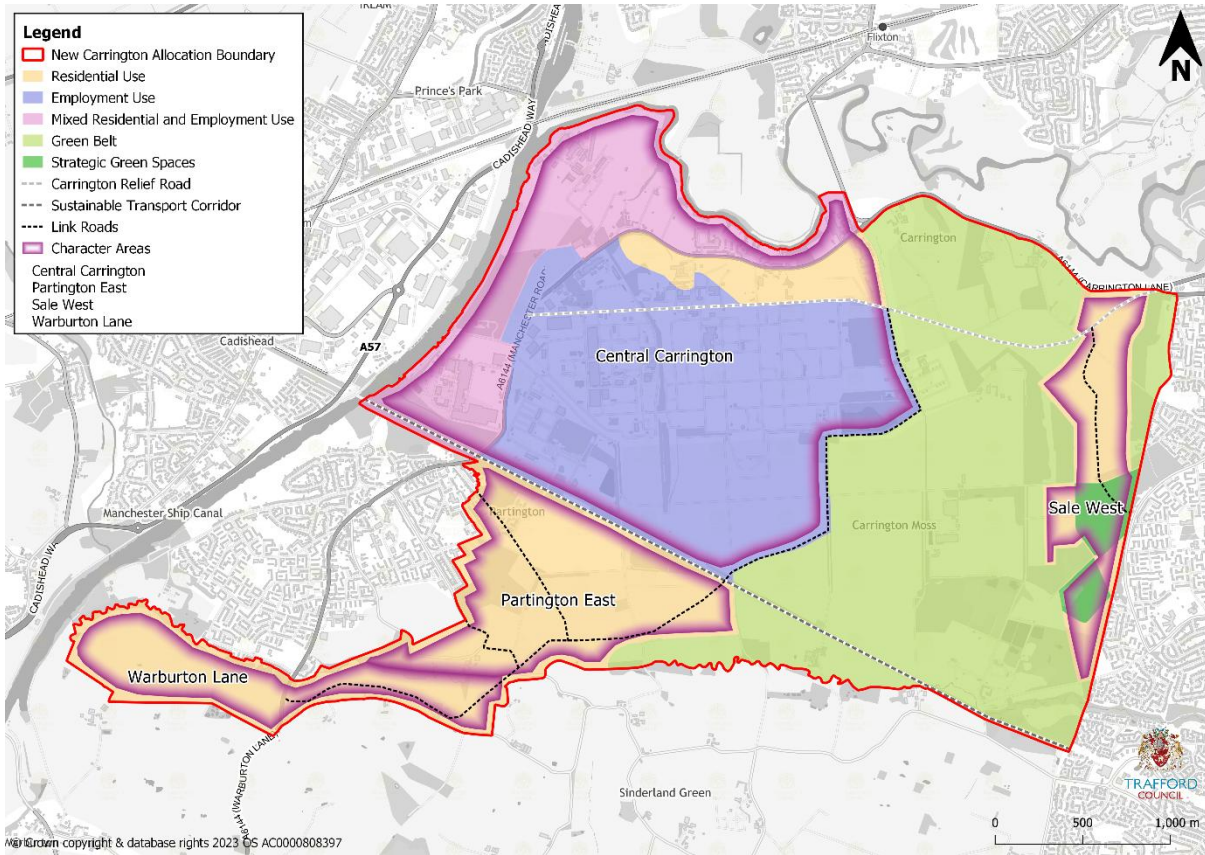 Legend
New Carrington Allocation Boundary
Residential Use
Employment Use
Mixed Residential and Employment Use
Green Belt
Strategic Green Spaces
Carrington Relief Road
Sustainable Transport Corridor
Link Roads
Character Areas
Central Carrington
Partington East
Sale West
Warburton Lane
Flixton
N
Prince's Park
CADISHEAD WAY
CADISHEAD WAY
Carrington
A6144 (CARRINGTON LANE)
A6144 (MANCHESTER ROAD)
Cadishead
A57
Central Carrington
Manchester Ship Canal
Partington
Carrington Moss
Sale West
CADISHEAD WA
Partington East
Warburton Lane
A6144 (WARBURTON LANE)
Sinderland Green
TRAFFORD
COUNCIL
0 500 1,000 m
© Crown copyright & database rights 2023 OS AC0000808397